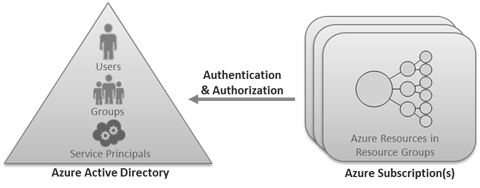 Users
Groups
Service Principals
Azure Active Directory
Authentication
& Authorization
Azure Resources in
Resource Groups
Azure Subscription(s)